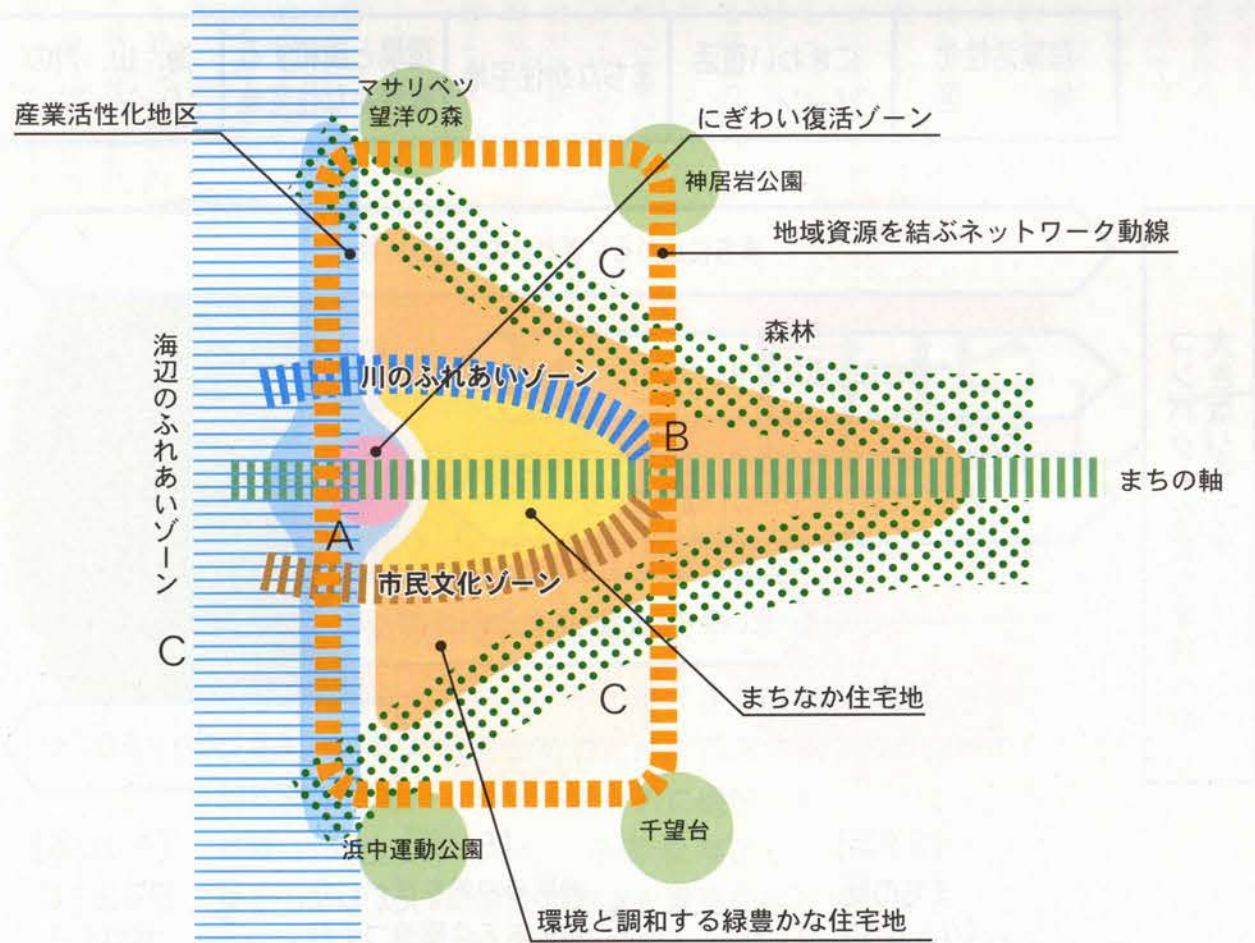 マサリベツ
望洋の森
産業活性化地区
にぎわい復活ゾーン
神居岩公園
地域資源を結ぶネットワーク動線
C
森林
海辺のふれあいゾーン
川のふれあいゾーン
B
まちの軸
A
市民文化ゾーン
C
C
まちなか住宅地
千望台
浜中運動公園
環境と調和する緑豊かな住宅地